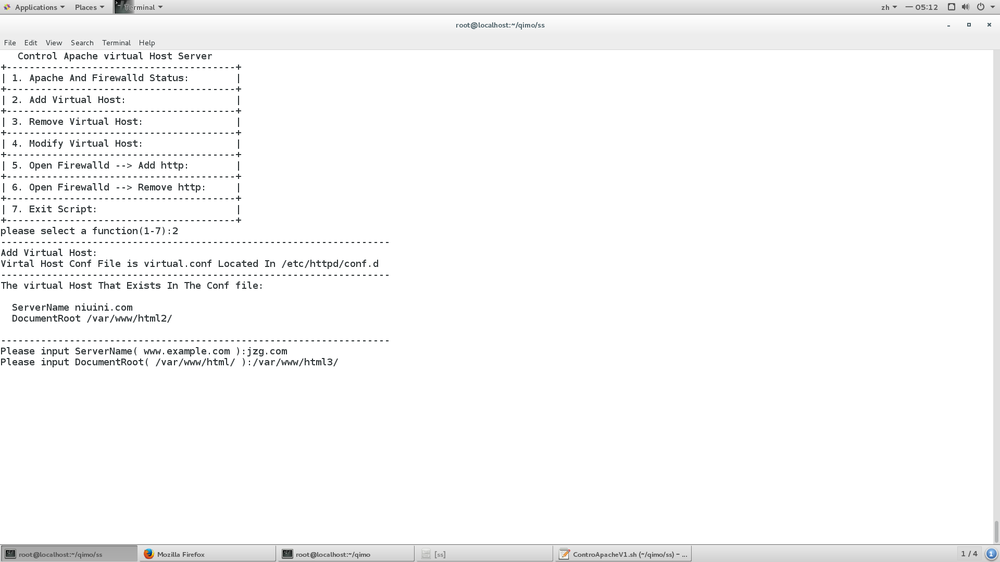 Applications Places Terminal zh 一 05:12
root@localhost:~/qimo/ss
File Edit View Search Terminal Help
Control Apache virtual Host Server
+----------------------------------------+
| 1. Apache And Firewalld Status: |
+----------------------------------------+
| 2. Add Virtual Host: |
+----------------------------------------+
| 3. Remove Virtual Host: |
+----------------------------------------+
| 4. Modify Virtual Host: |
+----------------------------------------+
| 5. Open Firewalld --> Add http: |
+----------------------------------------+
| 6. Open Firewalld --> Remove http: |
+----------------------------------------+
| 7. Exit Script: |
+----------------------------------------+
please select a function(1-7):2
--------------------------------------------------------------------
Add Virtual Host:
Virtal Host Conf File is virtual.conf Located In /etc/httpd/conf.d
--------------------------------------------------------------------
The virtual Host That Exists In The Conf file:
ServerName niuini.com
DocumentRoot /var/www/html2/
--------------------------------------------------------------------
Please input ServerName( www.example.com ):jzg.com
Please input DocumentRoot( /var/www/html/ ):/var/www/html3/
root@localhost:~/qimo/ss Mozilla Firefox root@localhost:~/qimo [ss] ControApacheV1.sh (~/qimo/ss) – ... 1 / 4 1